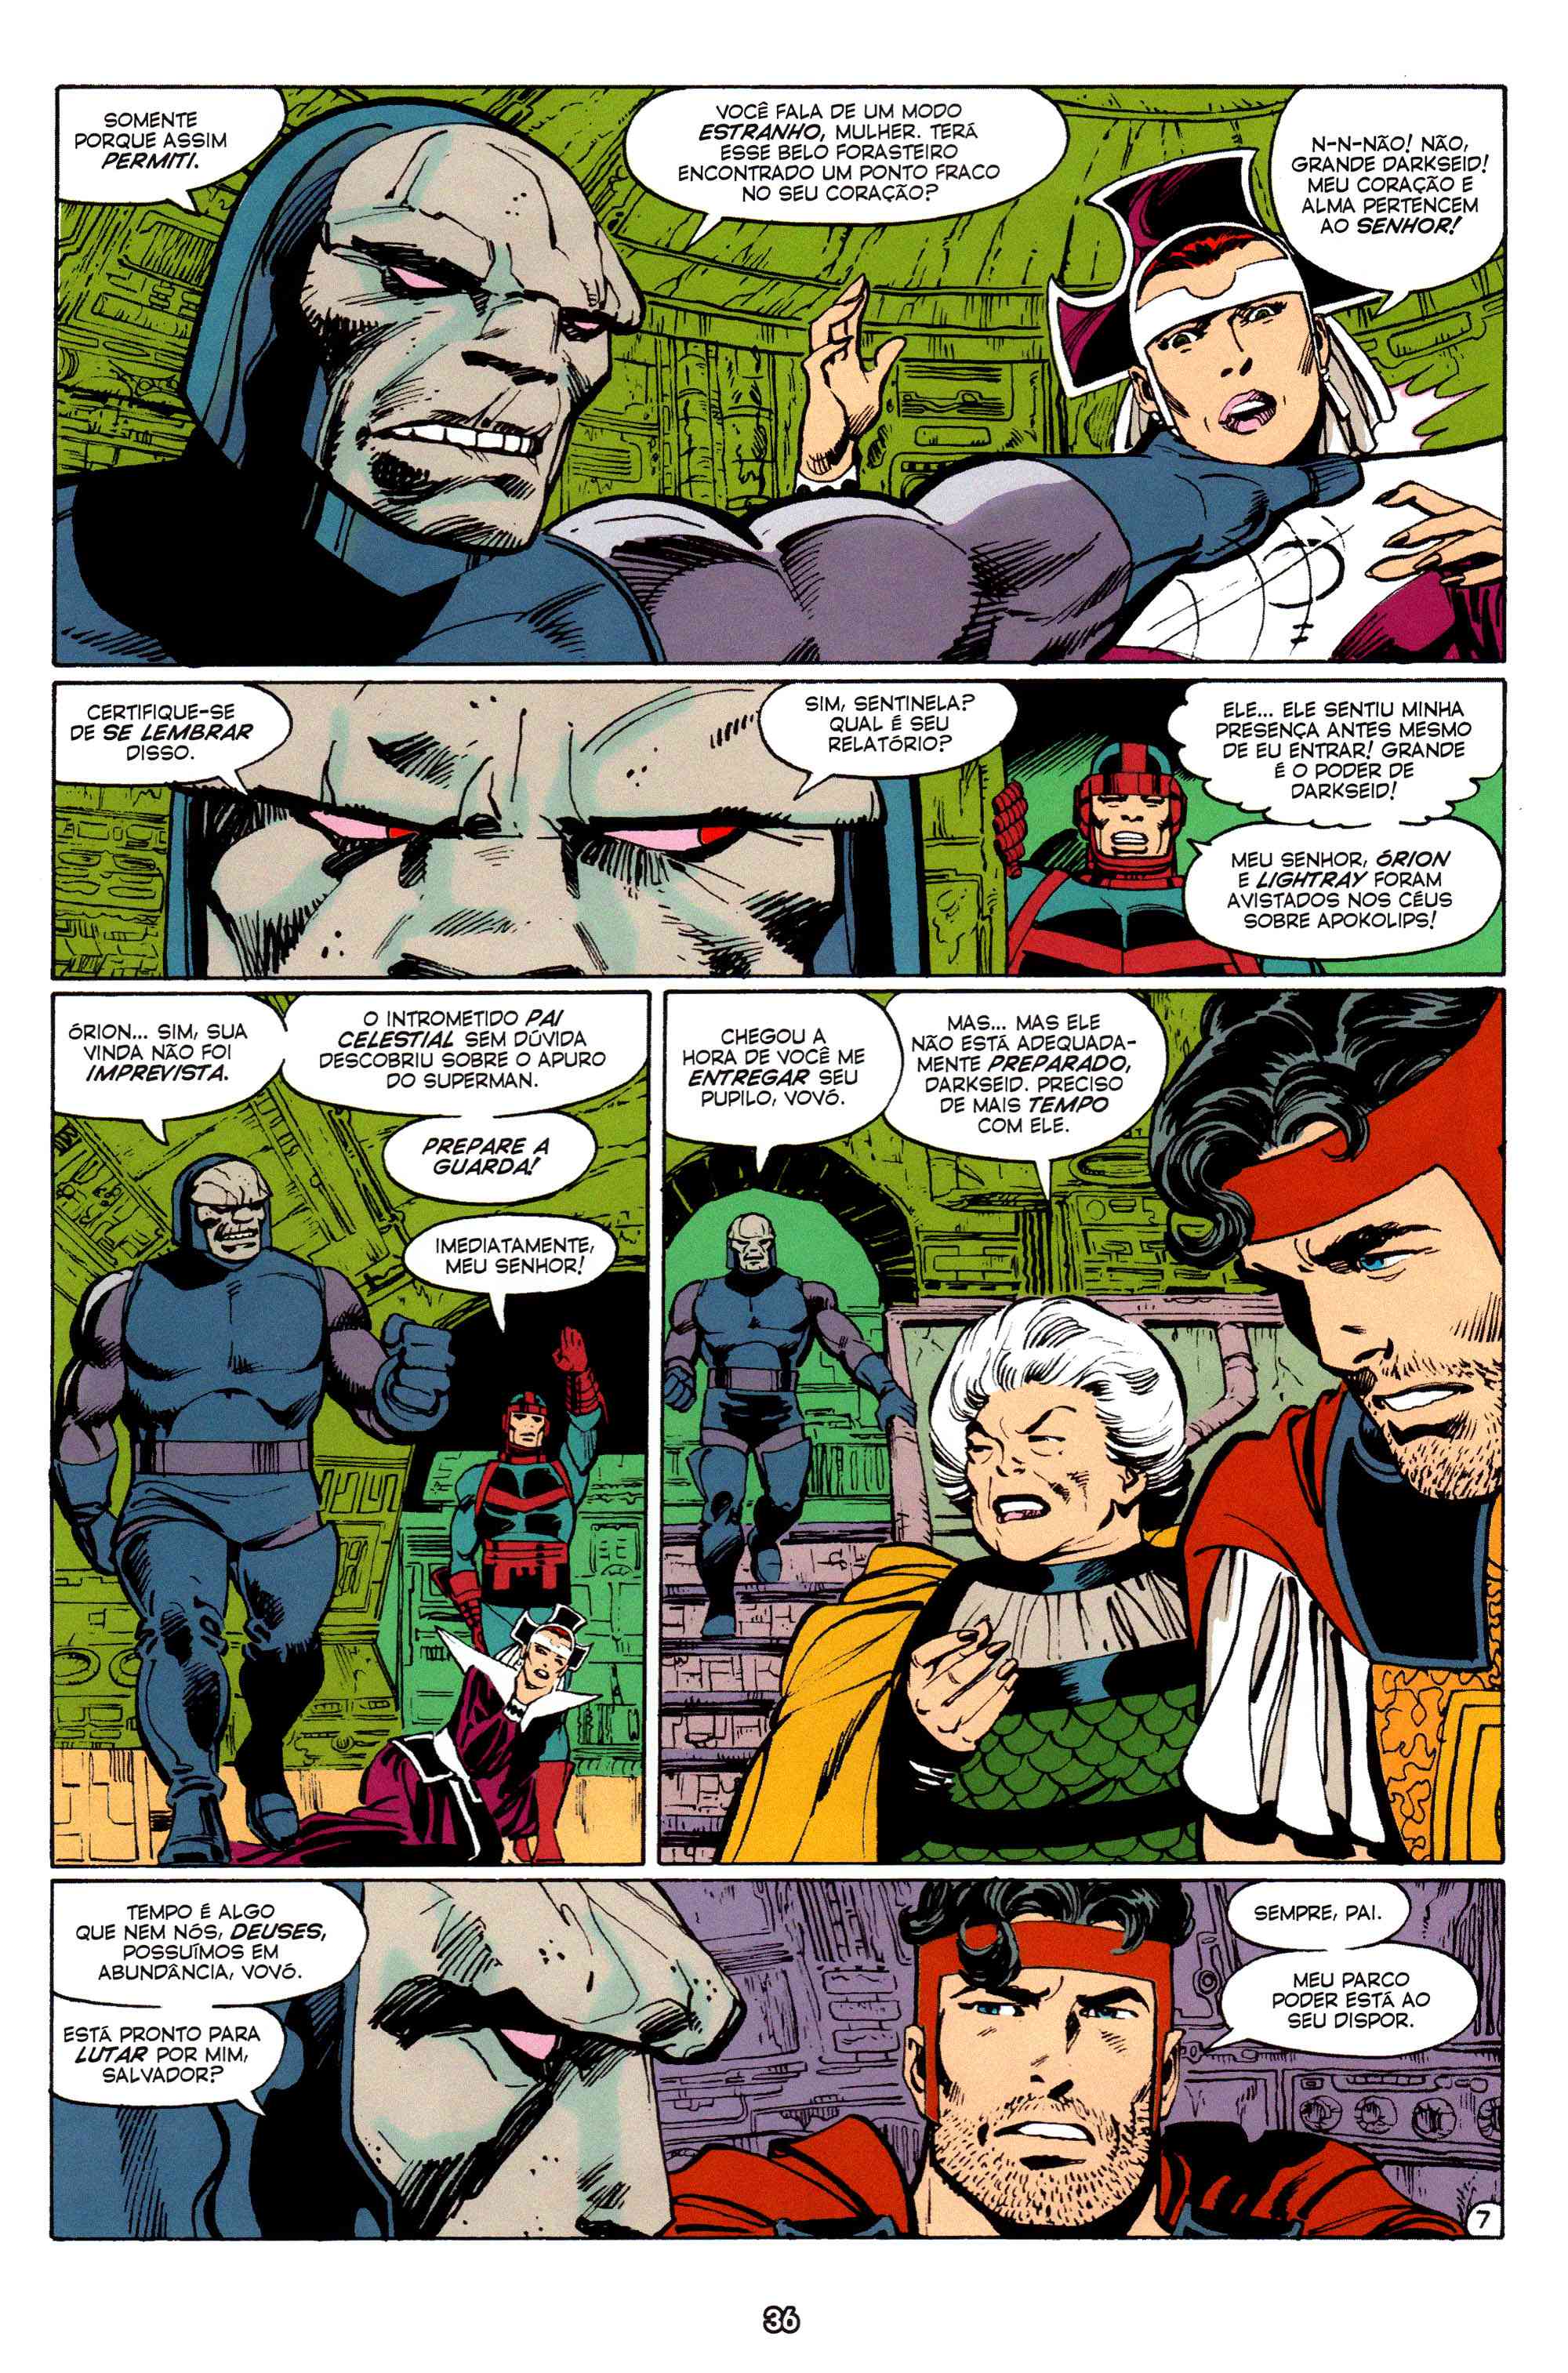 SOMENTE
PORQUE ASSIM
PERMITI.
VOCÊ FALA DE UM MODO
ESTRANHO, MULHER. TERÁ
ESSE BELO FORASTEIRO
ENCONTRADO UM PONTO FRACO
NO SEU CORAÇÃO?
N-N-NÃO! NÃO,
GRANDE DARKSEID!
MEU CORAÇÃO E
ALMA PERTENCEM
AO SENHOR!
CERTIFIQUE-SE
DE SE LEMBRAR
DISSO.
SIM, SENTINELA?
QUAL É SEU
RELATÓRIO?
ELE... ELE SENTIU MINHA
PRESENÇA ANTES MESMO
DE EU ENTRAR! GRANDE
É O PODER DE
DARKSEID!
MEU SENHOR, ÓRION
E LIGHTRAY FORAM
AVISTADOS NOS CÉUS
SOBRE APOKOLIPS!
ÓRION... SIM, SUA
VINDA NÃO FOI
IMPREVISTA.
O INTROMETIDO PAI
CELESTIAL SEM DÚVIDA
DESCOBRIU SOBRE O APURO
DO SUPERMAN.
PREPARE A
GUARDA!
IMEDIATAMENTE,
MEU SENHOR!
CHEGOU A
HORA DE VOCÊ ME
ENTREGAR SEU
PUPILO, VOVÓ.
MAS... MAS ELE
NÃO ESTÁ ADEQUADA-
MENTE PREPARADO,
DARKSEID. PRECISO
DE MAIS TEMPO
COM ELE.
TEMPO É ALGO
QUE NEM NÓS, DEUSES,
POSSUÍMOS EM
ABUNDÂNCIA, VOVÓ.
ESTÁ PRONTO PARA
LUTAR POR MIM,
SALVADOR?
SEMPRE, PAI.
MEU PARCO
PODER ESTÁ AO
SEU DISPOR.
7
36